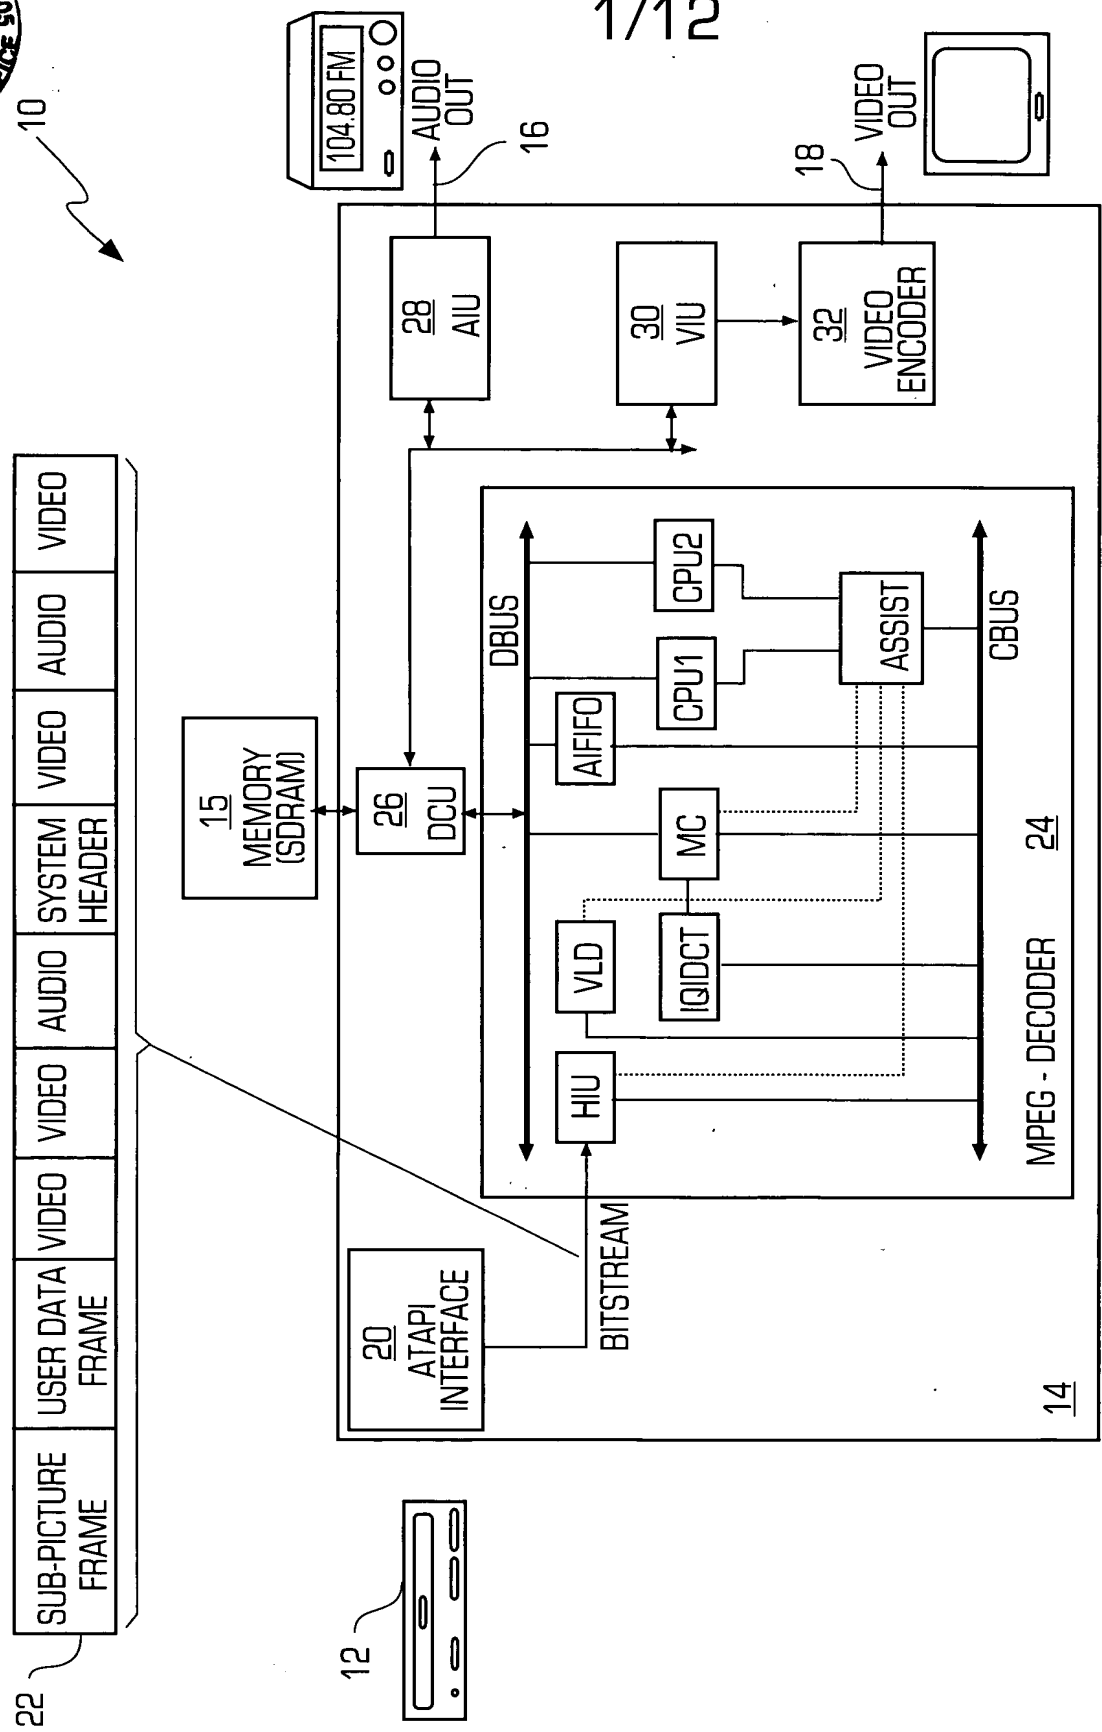 1/12
10
22
SUB-PICTURE
FRAME
USER DATA
FRAME
VIDEO
VIDEO
AUDIO
SYSTEM
HEADER
VIDEO
AUDIO
VIDEO
15
MEMORY
(SDRAM)
104.80 FM
AUDIO
OUT
16
12
14
20
ATAPI
INTERFACE
BITSTREAM
26
DCU
28
AIU
30
VIU
32
VIDEO
ENCODER
18
VIDEO
OUT
DBUS
HIU
VLD
AIFIFO
IQIDCT
MC
CPU1
CPU2
ASSIST
CBUS
MPEG - DECODER
24